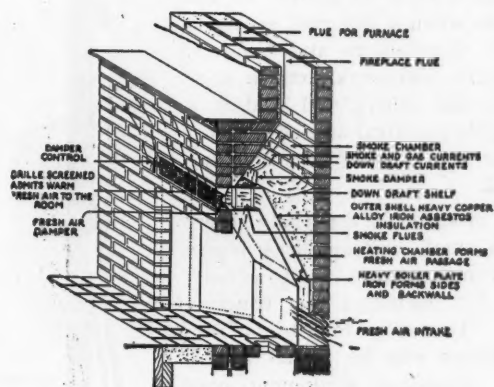 FLUE FOR FURNACE
FIREPLACE FLUE
DAMPER
CONTROL
GRILLE SCREENED
ADMITS WARM
FRESH AIR TO THE
ROOM
FRESH AIR
DAMPER
SMOKE CHAMBER
SMOKE AND GAS CURRENTS
DOWN DRAFT CURRENTS
SMOKE DAMPER
DOWN DRAFT SHELF
OUTER SHELL HEAVY COPPER
ALLOY IRON ASBESTOS
INSULATION
SMOKE FLUES
HEATING CHAMBER FORMS
FRESH AIR PASSAGE
HEAVY BOILER PLATE
IRON FORMS SIDES
AND BACKWALL
FRESH AIR INTAKE